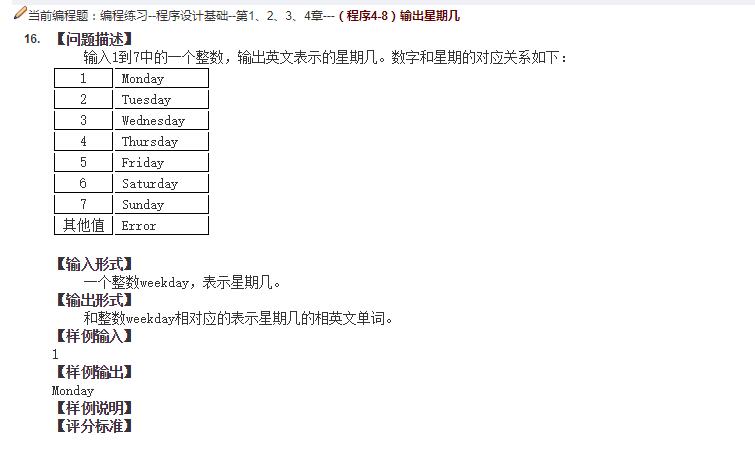 当前编程题：编程练习--程序设计基础--第1、2、3、4章---（程序4-8）输出星期几
16. 【问题描述】
输入1到7中的一个整数，输出英文表示的星期几。数字和星期的对应关系如下：
1 Monday
2 Tuesday
3 Wednesday
4 Thursday
5 Friday
6 Saturday
7 Sunday
其他值 Error
【输入形式】
一个整数weekday，表示星期几。
【输出形式】
和整数weekday相对应的表示星期几的相英文单词。
【样例输入】
1
【样例输出】
Monday
【样例说明】
【评分标准】